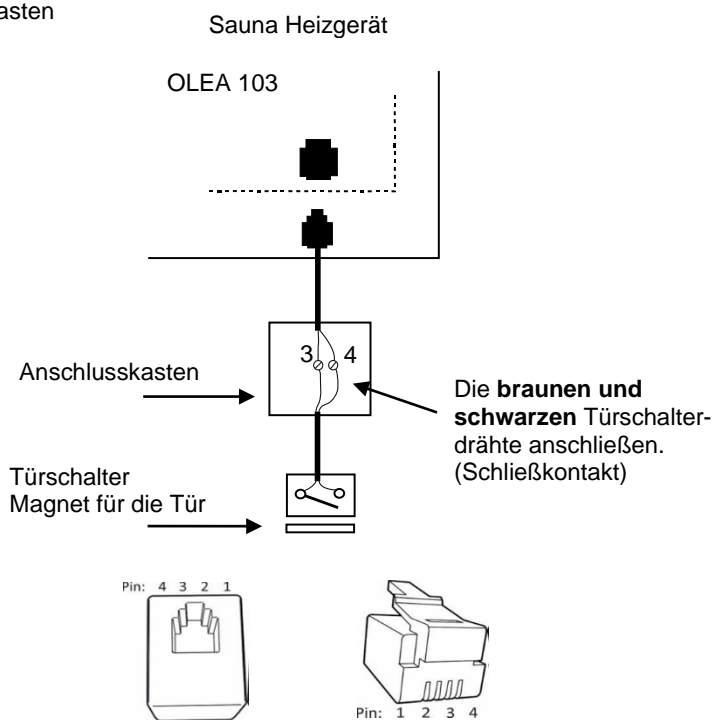 asten
Sauna Heizgerät
OLEA 103
3 4
Anschlusskasten
Die braunen und
schwarzen Türschalter-
drähte anschließen.
(Schließkontakt)
Türschalter
Magnet für die Tür
Pin: 4 3 2 1
Pin: 1 2 3 4